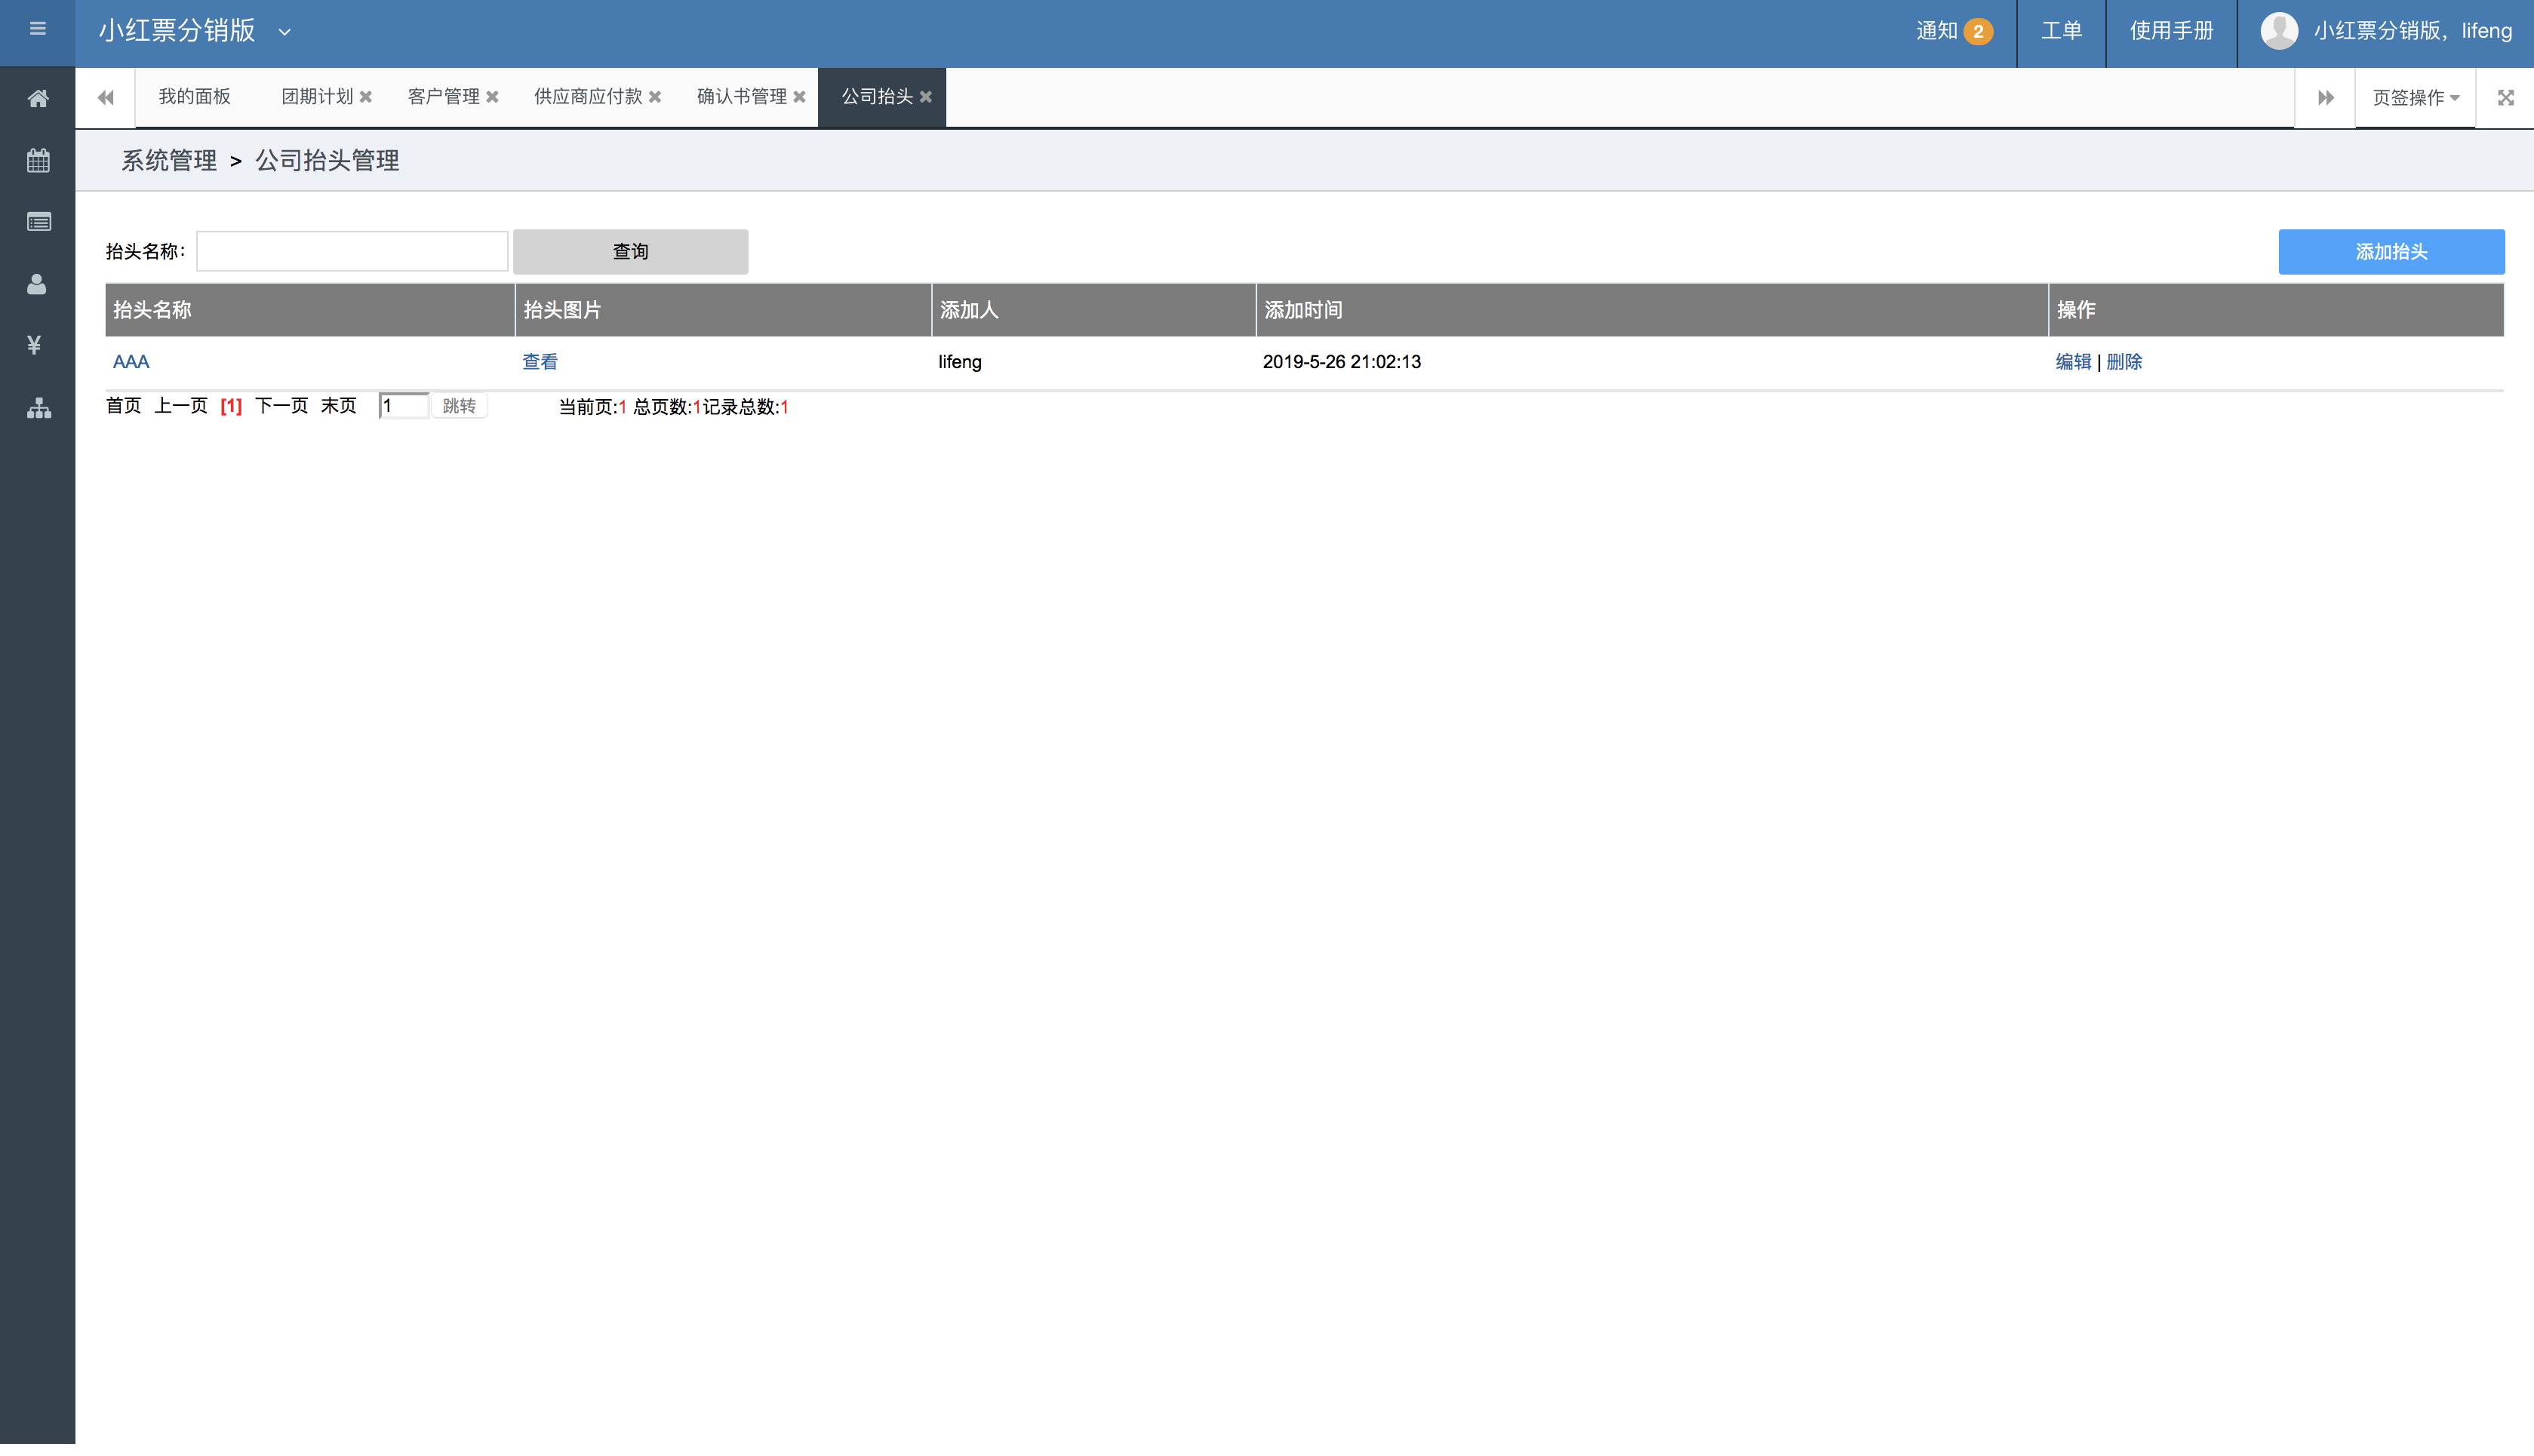 小红票分销版 通知 2 工单 使用手册 小红票分销版，lifeng
我的面板 团期计划 客户管理 供应商应付款 确认书管理 公司抬头 页签操作
系统管理 > 公司抬头管理
抬头名称： 查询 添加抬头
抬头名称 抬头图片 添加人 添加时间 操作
AAA 查看 lifeng 2019-5-26 21:02:13 编辑 | 删除
首页 上一页 [1] 下一页 末页 1 跳转 当前页:1 总页数:1记录总数:1